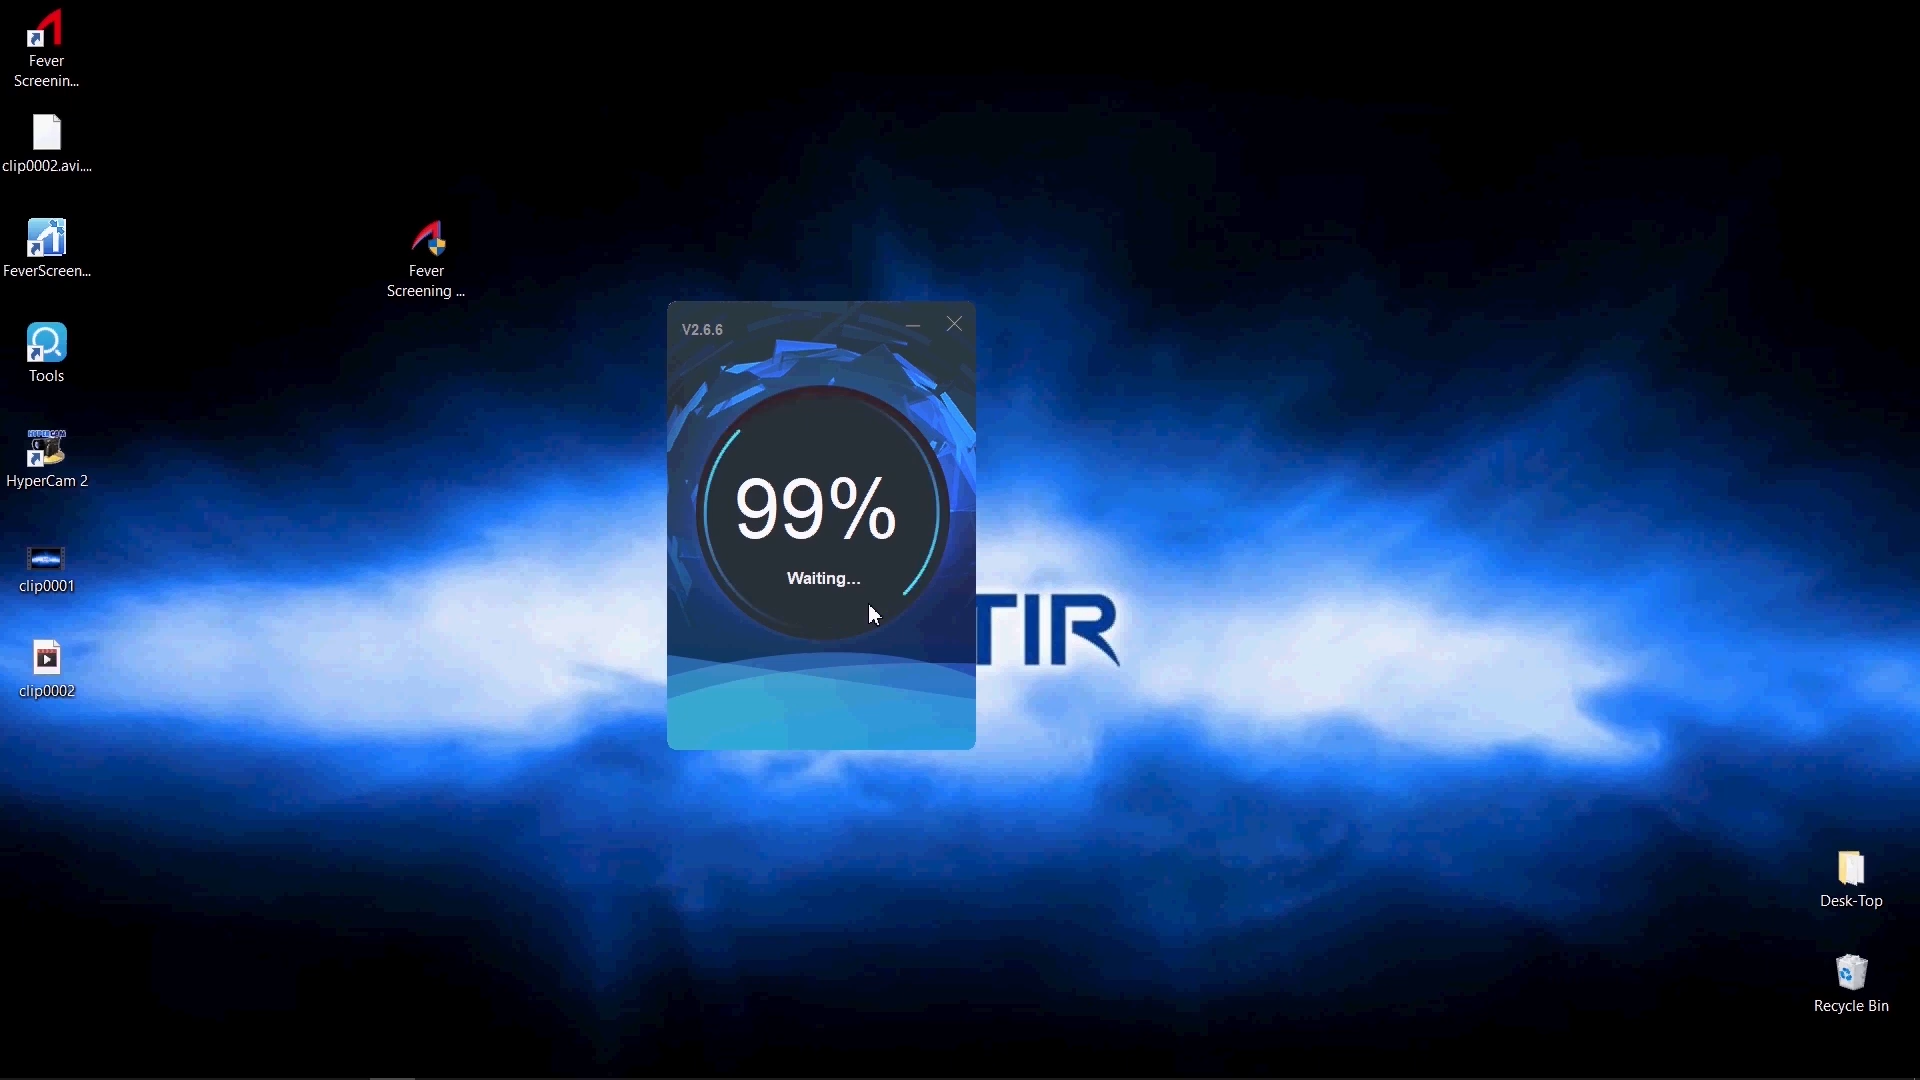 Fever
Screenin...
clip0002.avi....
FeverScreen...
Tools
HYPERCAM
HyperCam 2
clip0001
clip0002
Fever
Screening ...
V2.6.6
99%
Waiting...
TIR
Desk-Top
Recycle Bin